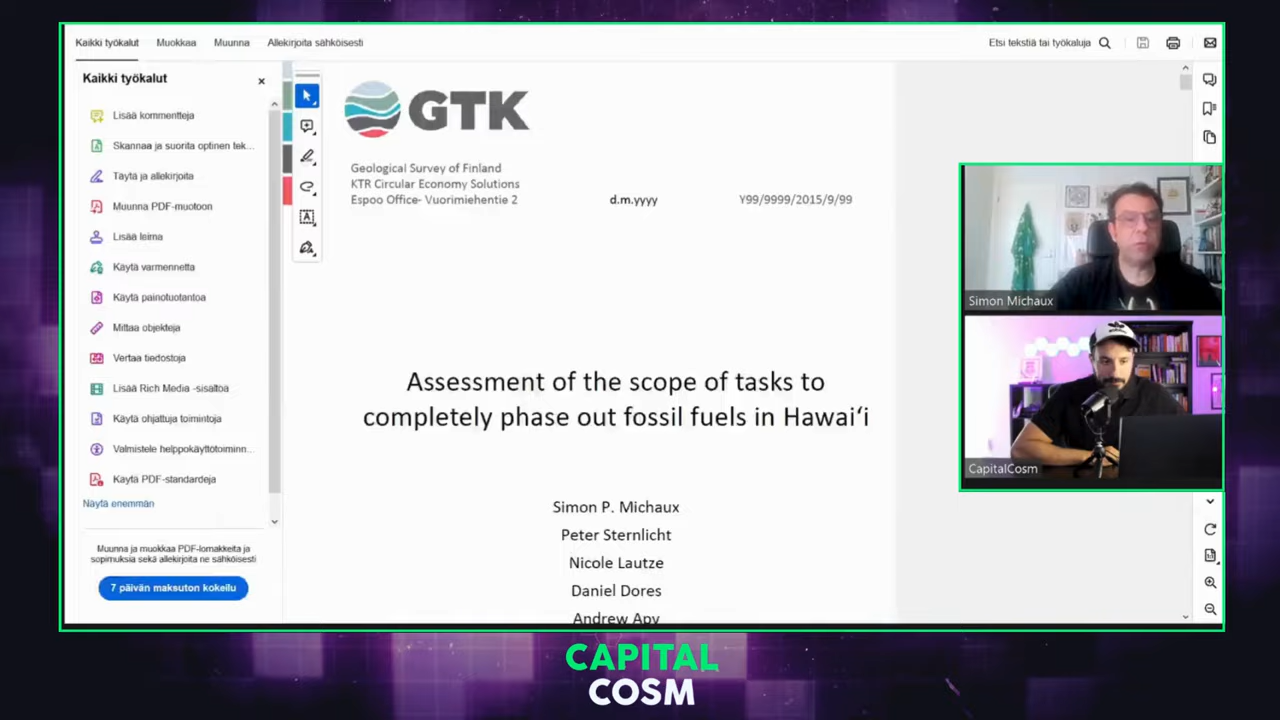 Kaikki työkalut Muokkaa Muunna Allekirjoita sähköisesti Etsi tekstiä tai työkaluja
Kaikki työkalut
Lisää kommentteja
Skannaa ja suorita optinen tek...
Täytä ja allekirjoita
Muunna PDF-muotoon
Lisää leima
Käytä varmennetta
Käytä painotuotantoa
Mittaa objekteja
Vertaa tiedostoja
Lisää Rich Media -sisältöä
Käytä ohjattuja toimintoja
Valmistele helppokäyttötoiminn...
Käytä PDF-standardeja
Näytä enemmän
Muunna ja muokkaa PDF-lomakkeita ja
sopimuksia sekä allekirjoita ne sähköisesti
7 päivän maksuton kokeilu
GTK
Geological Survey of Finland
KTR Circular Economy Solutions
Espoo Office- Vuorimiehentie 2 d.m.yyyy Y99/9999/2015/9/99
Assessment of the scope of tasks to
completely phase out fossil fuels in Hawaiʻi
Simon P. Michaux
Peter Sternlicht
Nicole Lautze
Daniel Dores
Andrew Apy
Simon Michaux
CapitalCosm
CAPITAL
COSM